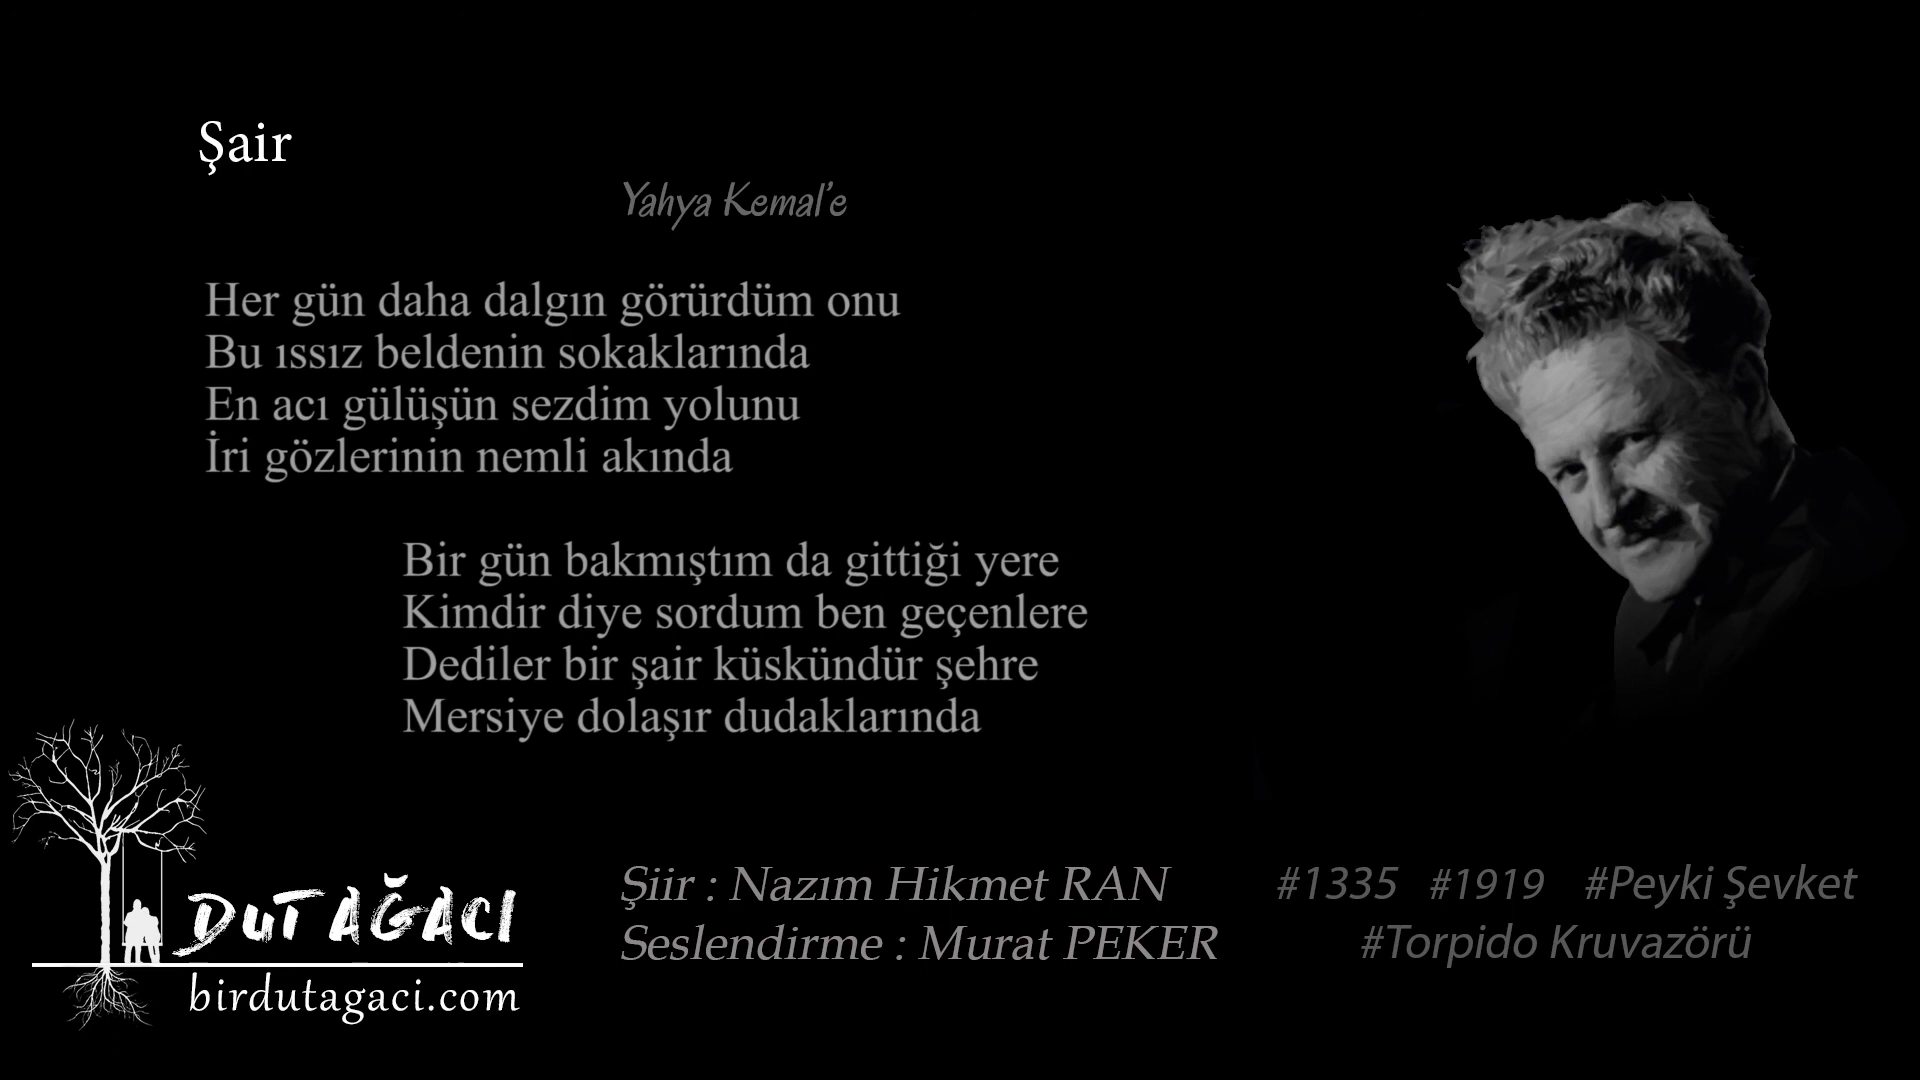 Şair
Yahya Kemal'e
Her gün daha dalgın görürdüm onu
Bu ıssız beldenin sokaklarında
En acı gülüşün sezdim yolunu
İri gözlerinin nemli akında
Bir gün bakmıştım da gittiği yere
Kimdir diye sordum ben geçenlere
Dediler bir şair küskündür şehre
Mersiye dolaşır dudaklarında
DUT AĞACI
birdutagaci.com
Şiir : Nazım Hikmet RAN
Seslendirme : Murat PEKER
#1335 #1919 #Peyki Şevket
#Torpido Kruvazörü